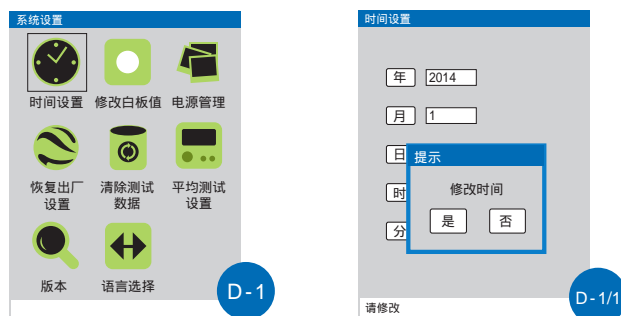 系统设置
时间设置 修改白板值 电源管理
恢复出厂 清除测试 平均测试
设置 数据 设置
版本 语言选择
D-1
时间设置
年 2014
月 1
日
提示
修改时间
时
是 否
分
D-1/1
请修改